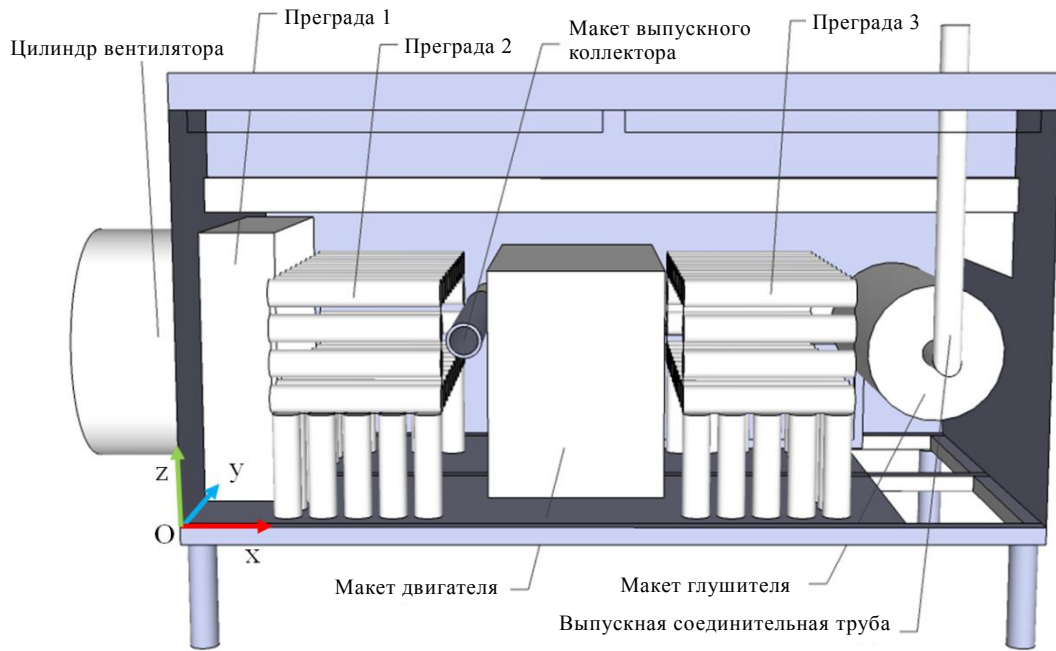 Преграда 1
Цилиндр вентилятора
Преграда 2
Макет выпускного
коллектора
Преграда 3
z
y
O
x
Макет двигателя
Макет глушителя
Выпускная соединительная труба